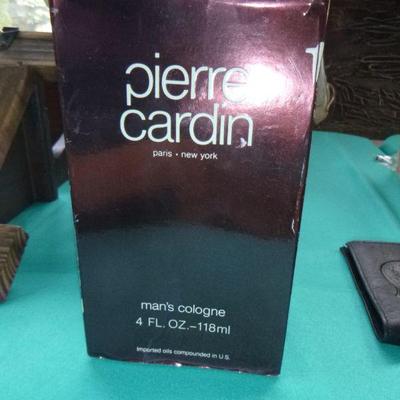 pierre
cardin
paris • new york
man's cologne
4 FL. OZ.–118ml
Imported oils compounded in U.S.